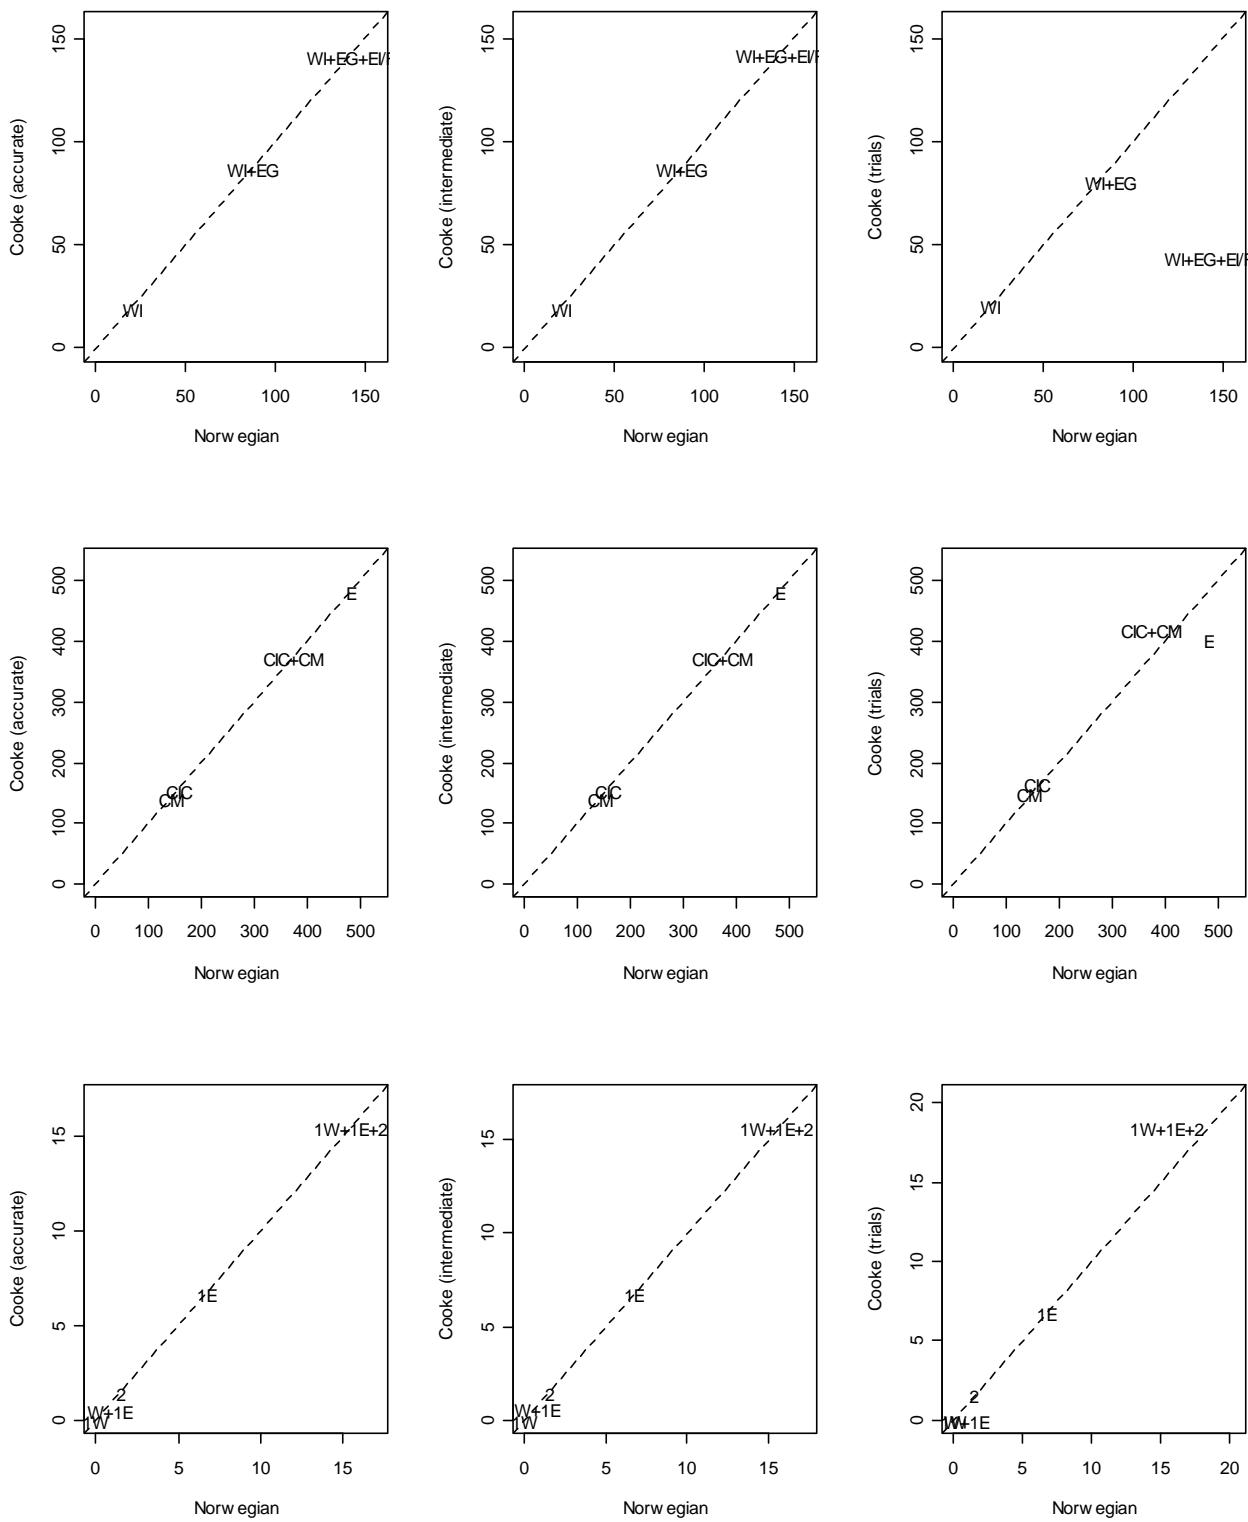 Cooke (accurate)
150
100
50
0
WI+EG+EI/F
WI+EG
WI
0 50 100 150
Norw egian
Cooke (intermediate)
150
100
50
0
WI+EG+EI/F
WI+EG
WI
0 50 100 150
Norw egian
Cooke (trials)
150
100
50
0
WI+EG
WI+EG+EI/F
WI
0 50 100 150
Norw egian
Cooke (accurate)
500
400
300
200
100
0
E
CIC+CM
CIC
CM
0 100 200 300 400 500
Norw egian
Cooke (intermediate)
500
400
300
200
100
0
E
CIC+CM
CIC
CM
0 100 200 300 400 500
Norw egian
Cooke (trials)
500
400
300
200
100
0
CIC+CM
E
CIC
CM
0 100 200 300 400 500
Norw egian
Cooke (accurate)
15
10
5
0
1W+1E+2
1E
2
W+1E
1W
0 5 10 15
Norw egian
Cooke (intermediate)
15
10
5
0
1W+1E+2
1E
2
W+1E
1W
0 5 10 15
Norw egian
Cooke (trials)
20
15
10
5
0
1W+1E+2
1E
2
W+1E
0 5 10 15 20
Norw egian